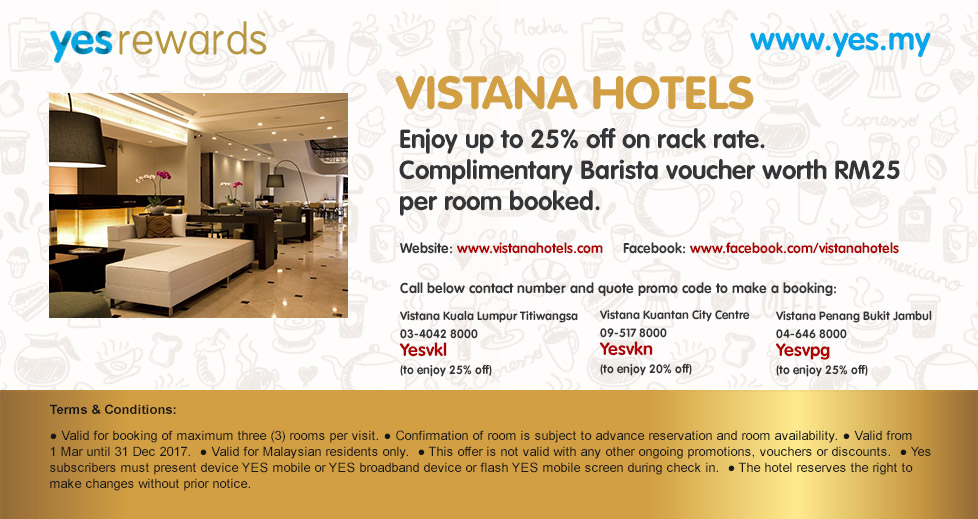 yes rewards
www.yes.my
Mocha
VISTANA HOTELS
Enjoy up to 25% off on rack rate.
Espresso
Complimentary Barista voucher worth RM25
per room booked.
Website: www.vistanahotels.com Facebook: www.facebook.com/vistanahotels
Call below contact number and quote promo code to make a booking:
Vistana Kuala Lumpur Titiwangsa
03-4042 8000
Yesvkl
(to enjoy 25% off)
Vistana Kuantan City Centre
09-517 8000
Yesvkn
(to enjoy 20% off)
Vistana Penang Bukit Jambul
04-646 8000
Yesvpg
(to enjoy 25% off)
Terms & Conditions:
● Valid for booking of maximum three (3) rooms per visit. ● Confirmation of room is subject to advance reservation and room availability. ● Valid from
1 Mar until 31 Dec 2017. ● Valid for Malaysian residents only. ● This offer is not valid with any other ongoing promotions, vouchers or discounts. ● Yes
subscribers must present device YES mobile or YES broadband device or flash YES mobile screen during check in. ● The hotel reserves the right to
make changes without prior notice.